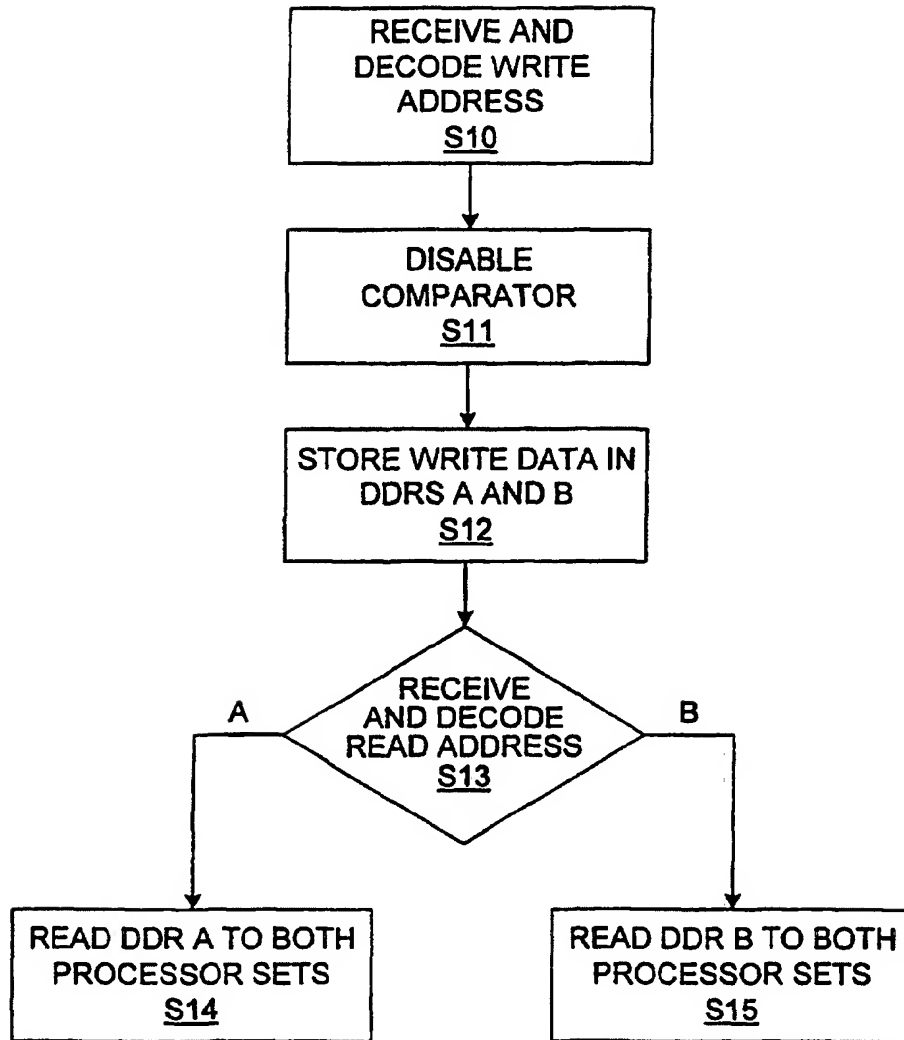 RECEIVE AND
DECODE WRITE
ADDRESS
S10
DISABLE
COMPARATOR
S11
STORE WRITE DATA IN
DDRS A AND B
S12
RECEIVE
AND DECODE
READ ADDRESS
S13
A
B
READ DDR A TO BOTH
PROCESSOR SETS
S14
READ DDR B TO BOTH
PROCESSOR SETS
S15